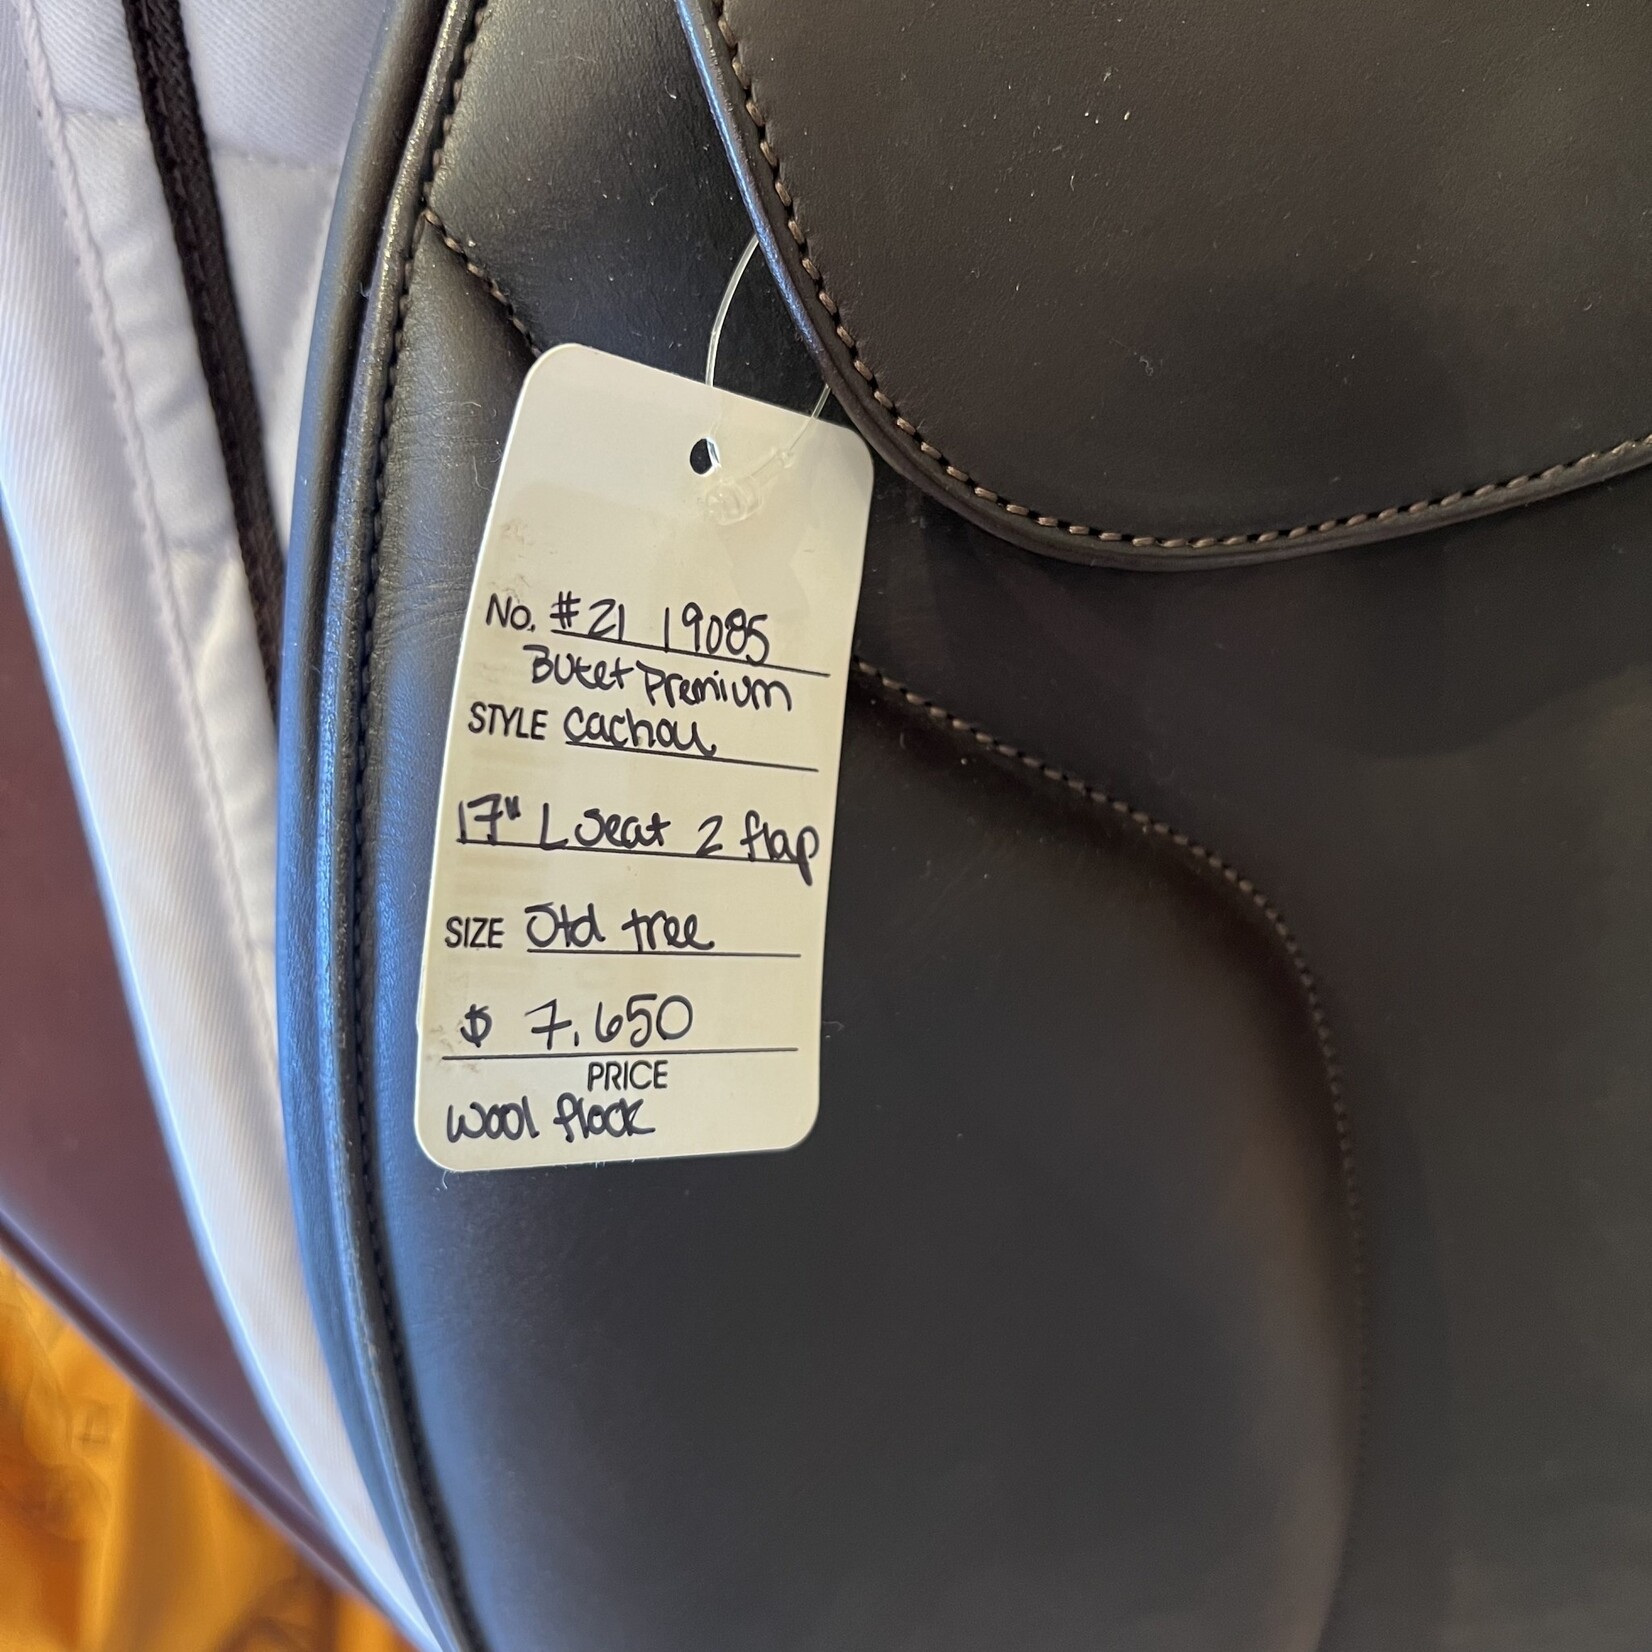 No. #21 19085
Butet Premium
STYLE Cachou
17" L Seat 2 flap
SIZE Std tree
$ 7,650
PRICE
Wool flock